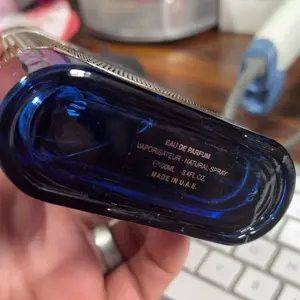 EAU DE PARFUM
VAPORISATEUR - NATURAL SPRAY
℮100ML 3.4FL.OZ
MADE IN U.A.E.